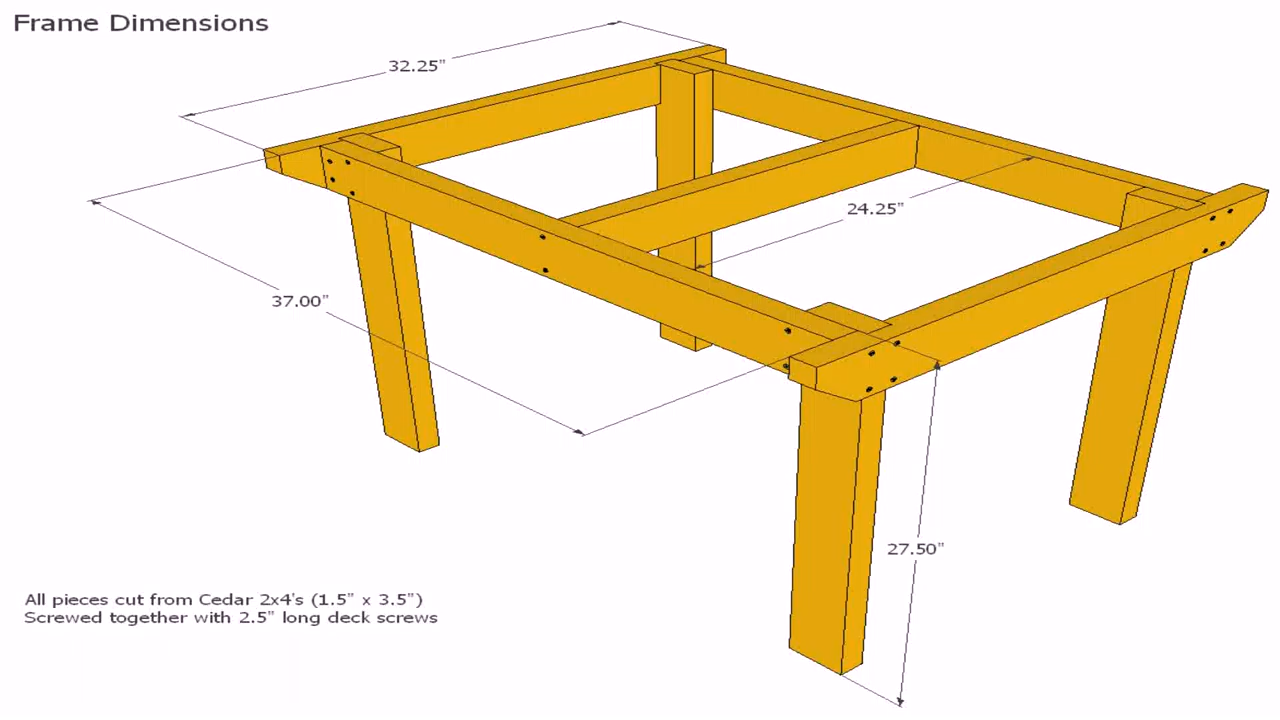 Frame Dimensions
32.25"
24.25"
37.00"
27.50"
All pieces cut from Cedar 2x4's (1.5" x 3.5")
Screwed together with 2.5" long deck screws